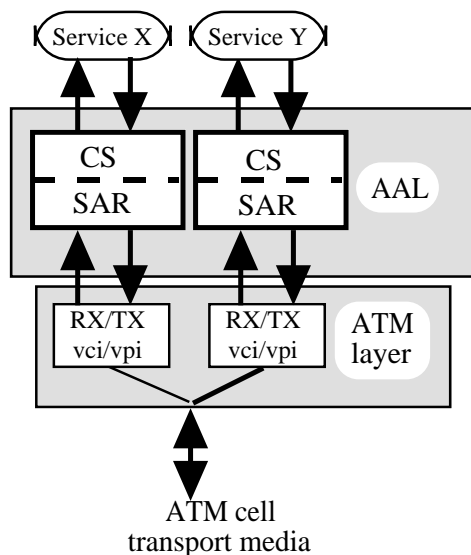 Service X
Service Y
CS
SAR
CS
SAR
AAL
RX/TX
vci/vpi
RX/TX
vci/vpi
ATM
layer
ATM cell
transport media